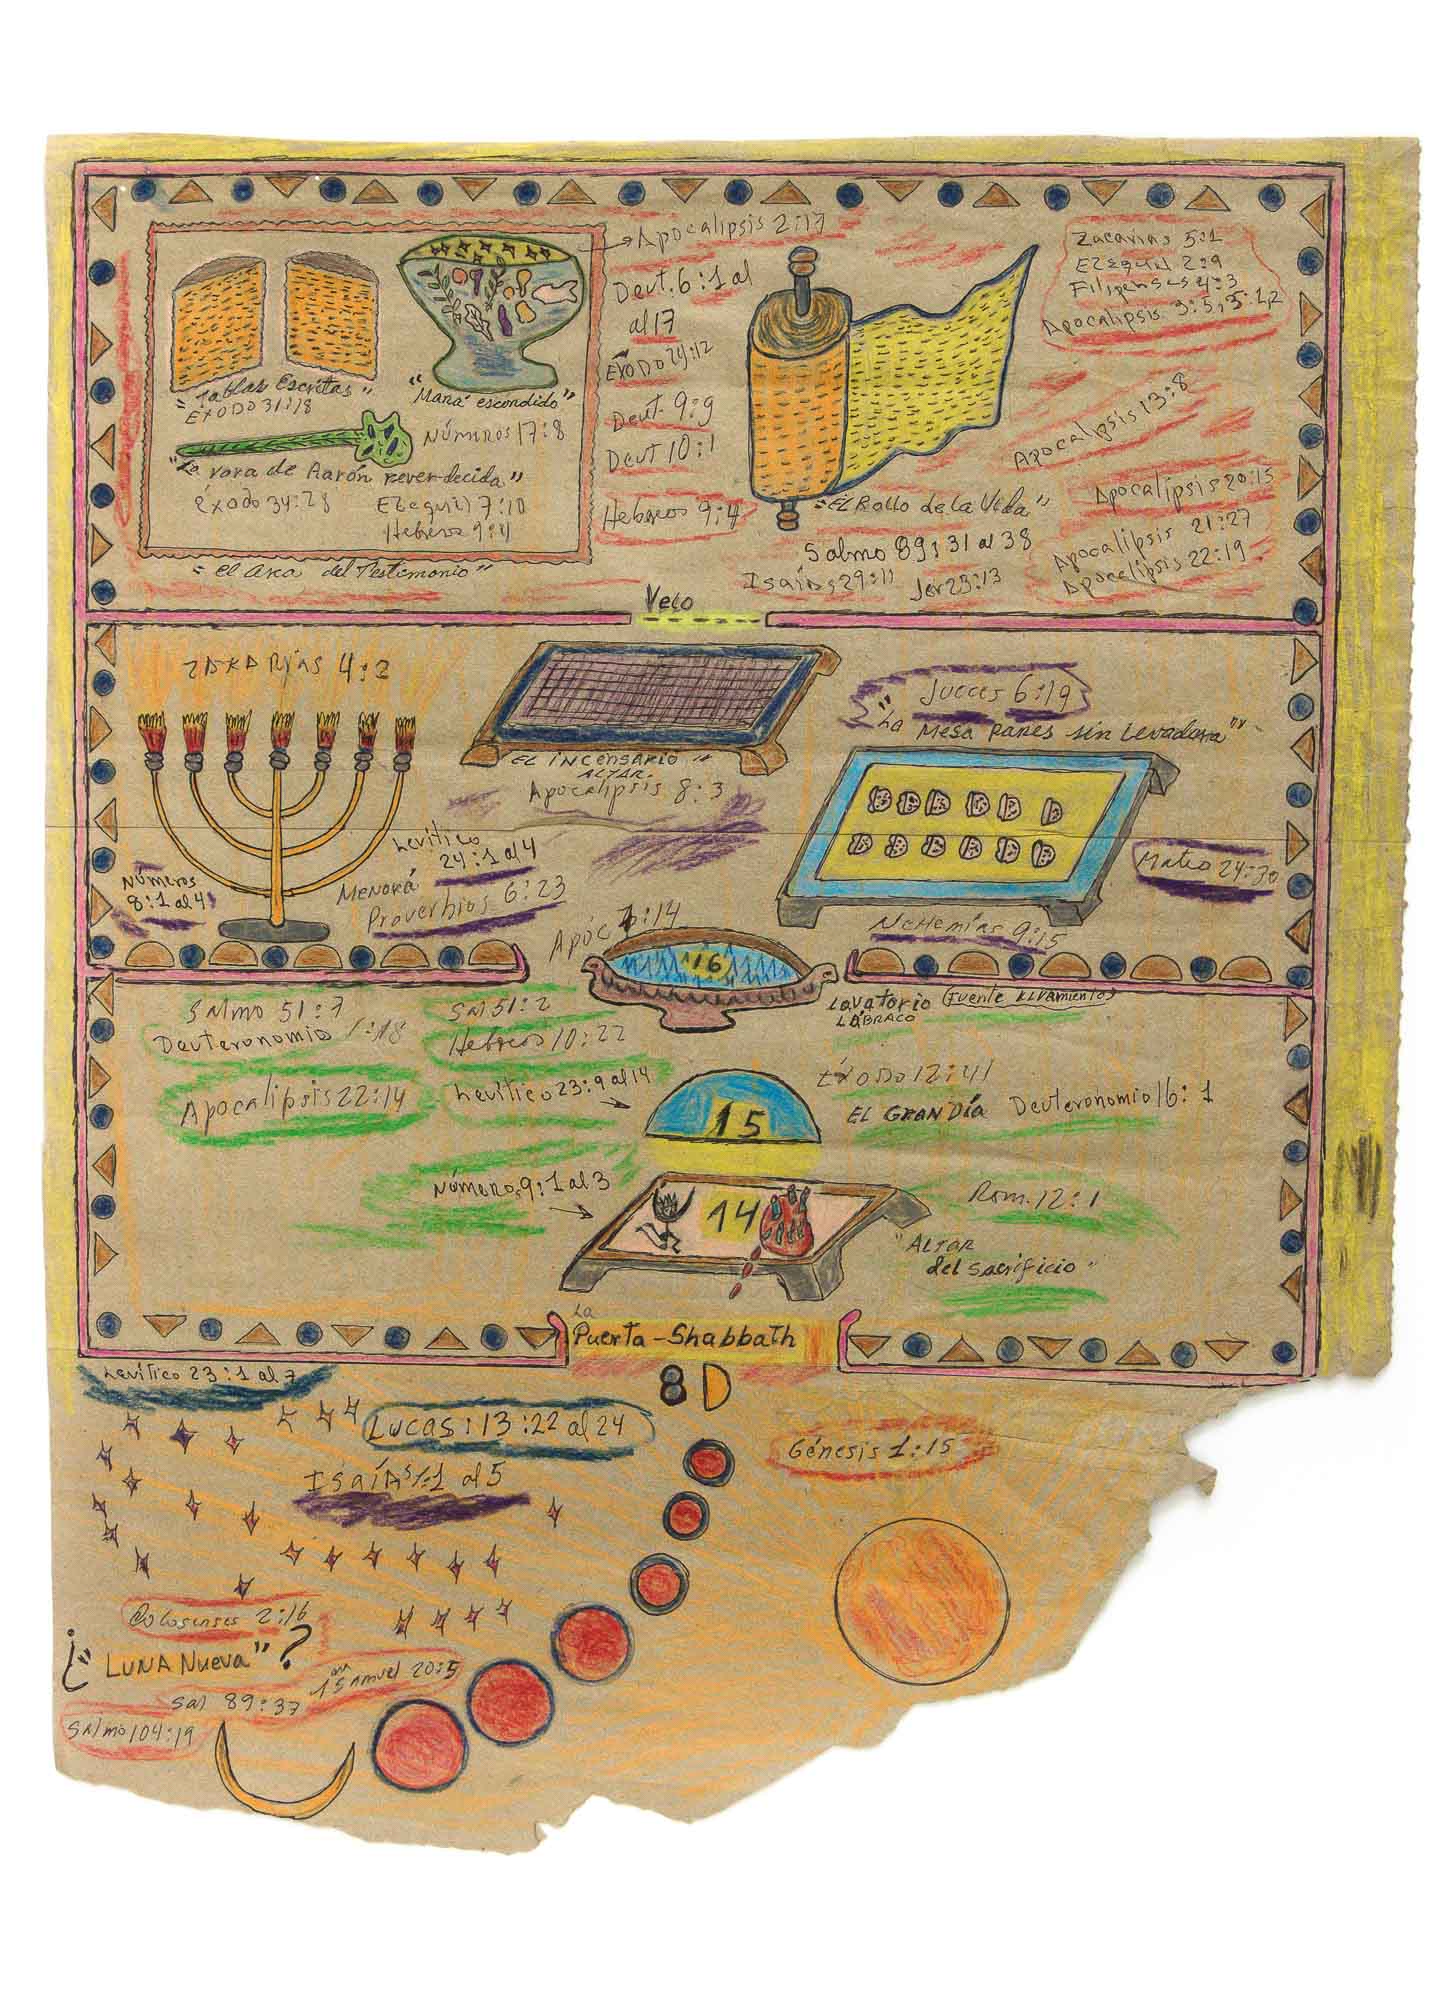 Apocalipsis 2:17
Deut. 6:1 al
al 17
ÉXODO 24:12
Deut. 9:9
Deut 10:1
Hebreos 9:4
"Tablas Escritas"
ÉXODO 31:18
"Maná escondido"
Números 17:8
"La vara de Aarón reverdecida"
Éxodo 34:28
Ezequiel 7:10
Hebreos 9:4
"El Arca del Testimonio"
Zacarías 5:1
Ezequiel 2:9
Filipenses 4:3
Apocalipsis 3:5, 5:1,2
Apocalipsis 13:8
Apocalipsis 20:15
Apocalipsis 21:27
Apocalipsis 22:19
"El Rollo de la Vida"
Salmo 89:31 al 38
Isaías 29:11
Jer 23:13
Velo
ZAKARÍAS 4:2
EL INCENSARIO"
ALTAR.
Apocalipsis 8:3
Jueces 6:19
"La Mesa Panes sin Levadura"
Levítico
24:1 al 4
Menorá
Proverbios 6:23
Números
8:1 al 4
Mateo 24:30
Nehemías 9:15
Apóc 7:14
16
Lavatorio (Fuente
Salmo 51:7
Deuteronomio 1:18
Apocalipsis 22:14
Sal 51:2
Hebreos 10:22
Levítico 23:9 al 14
15
ÉXODO 12:41
EL GRAN DÍA Deuteronomio 16:1
Números 9:1 al 3
14
Rom. 12:1
"ALTAR
del Sacrificio"
La
Puerta-Shabbath
8
Levítico 23:1 al 7
Lucas: 13:22 al 24
ISAÍAS 1:1 al 5
Génesis 1:15
Colosenses 2:16
¿"LUNA Nueva"?
1 Samuel 20:5
Sal 89:37
Salmo 104:19